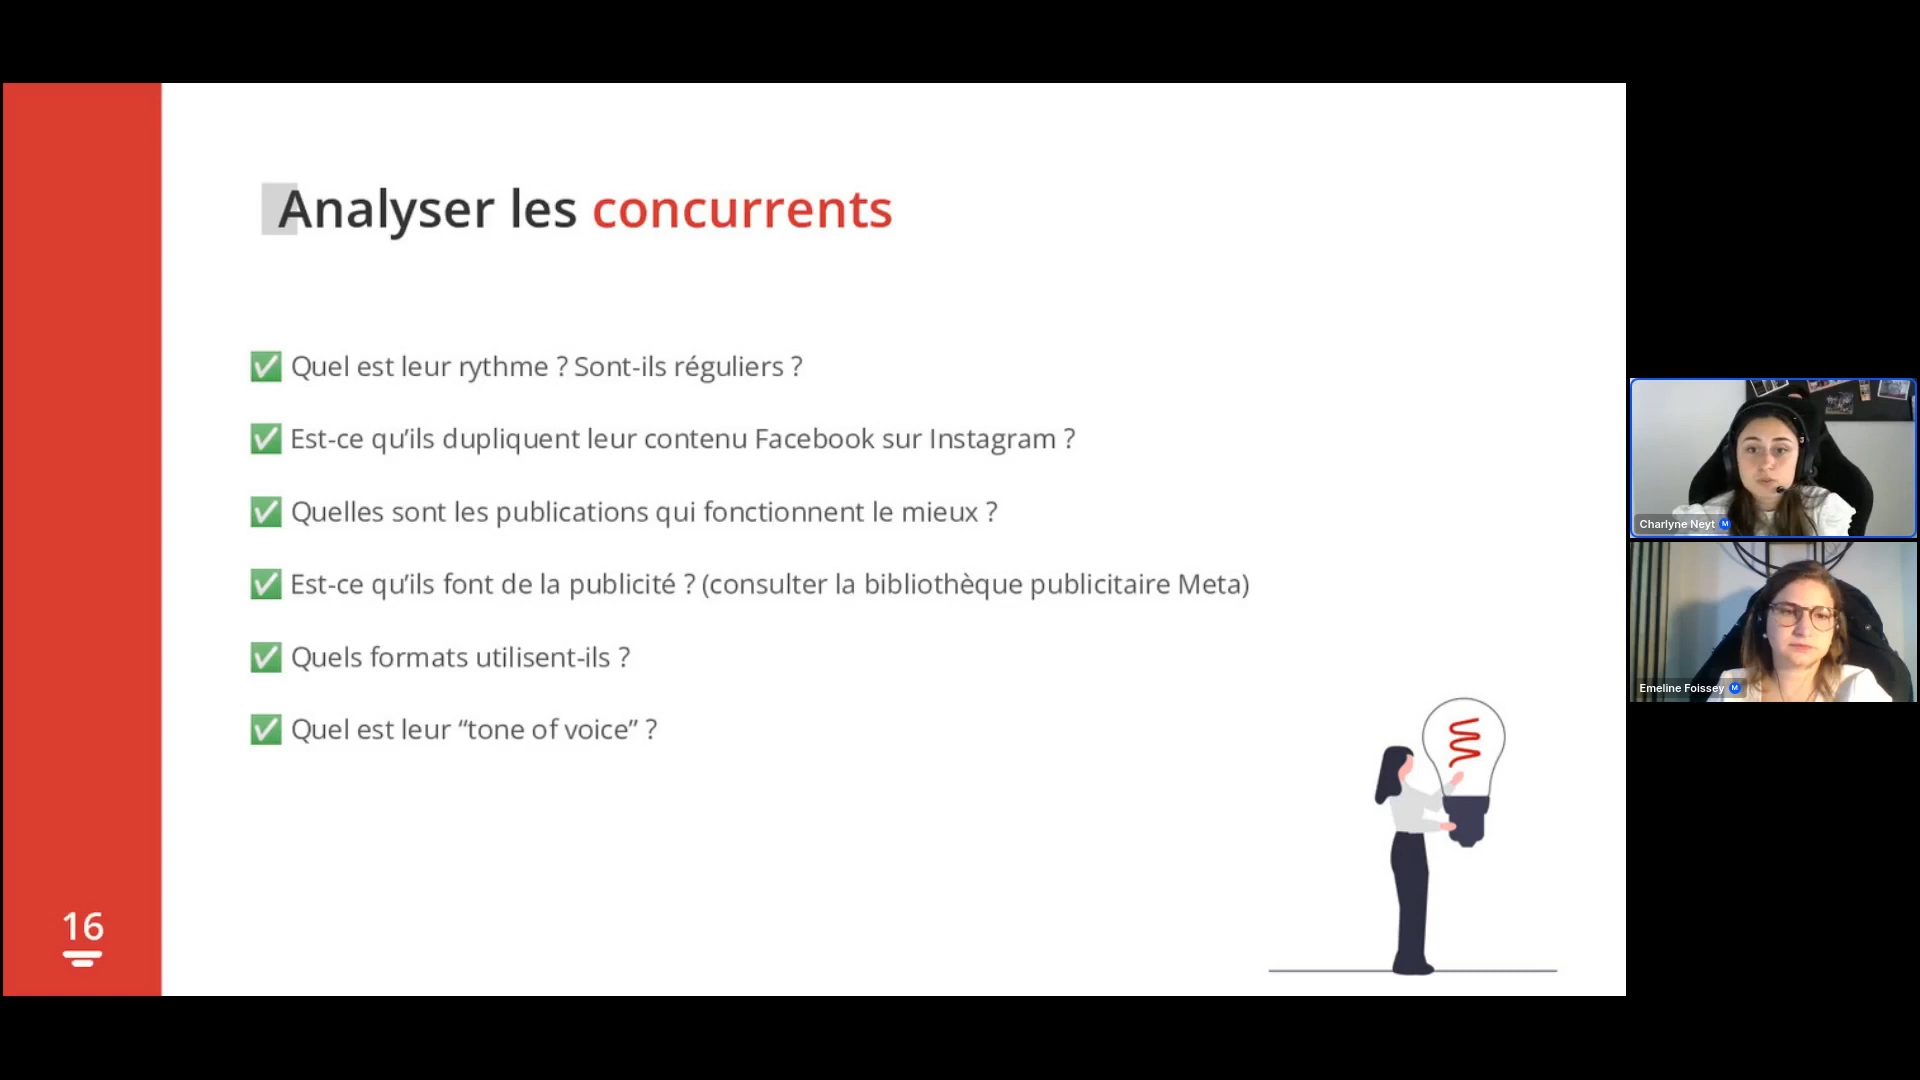 Analyser les concurrents
✅ Quel est leur rythme ? Sont-ils réguliers ?
✅ Est-ce qu’ils dupliquent leur contenu Facebook sur Instagram ?
✅ Quelles sont les publications qui fonctionnent le mieux ?
✅ Est-ce qu’ils font de la publicité ? (consulter la bibliothèque publicitaire Meta)
✅ Quels formats utilisent-ils ?
✅ Quel est leur “tone of voice” ?
16
Charlyne Neyt M
Emeline Foissey M